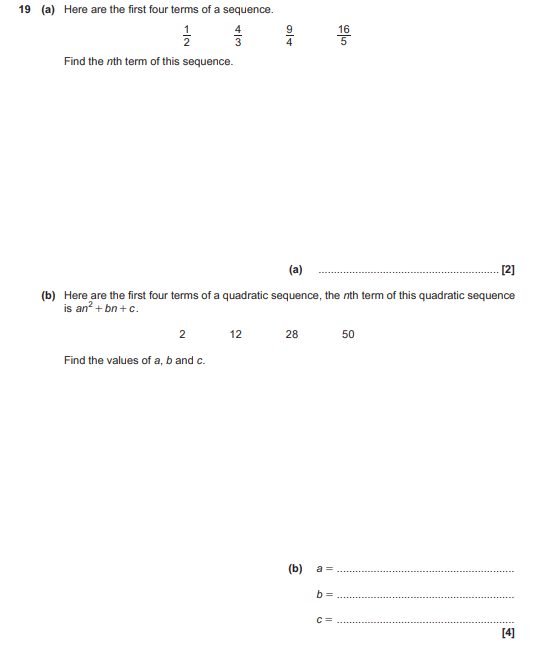 19 (a) Here are the first four terms of a sequence.
1/2 4/3 9/4 16/5
Find the nth term of this sequence.
(a) .............................................................. [2]
(b) Here are the first four terms of a quadratic sequence, the nth term of this quadratic sequence
is an² + bn + c.
2 12 28 50
Find the values of a, b and c.
(b) a = ..............................................................
b = ..............................................................
c = ..............................................................
[4]